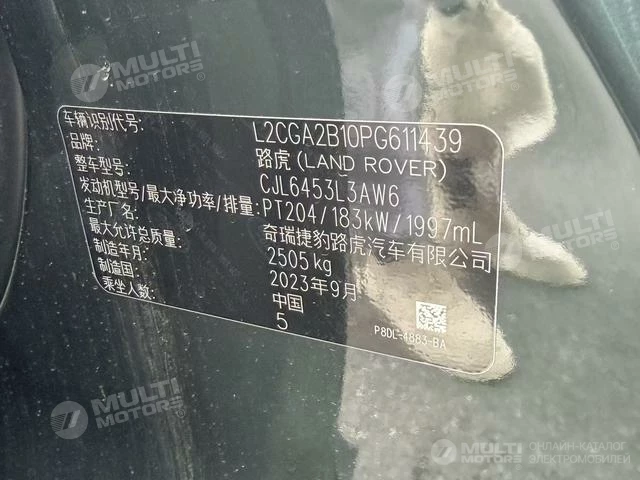 MULTI MOTORS®
MULTI MOTORS®
车辆识别代号: L2CGA2B10PG611439
品牌: 路虎(LAND ROVER)
整车型号: CJL6453L3AW6
发动机型号/最大净功率/排量: PT204/183kW/1997mL
生产厂名: 奇瑞捷豹路虎汽车有限公司
最大允许总质量: 2505kg
制造年月: 2023年9月
制造国: 中国
乘坐人数: 5
P8DL-4883-BA
MULTI MOTORS®
MULTI MOTORS®
ОНЛАЙН-КАТАЛОГ
ЭЛЕКТРОМОБИЛЕЙ